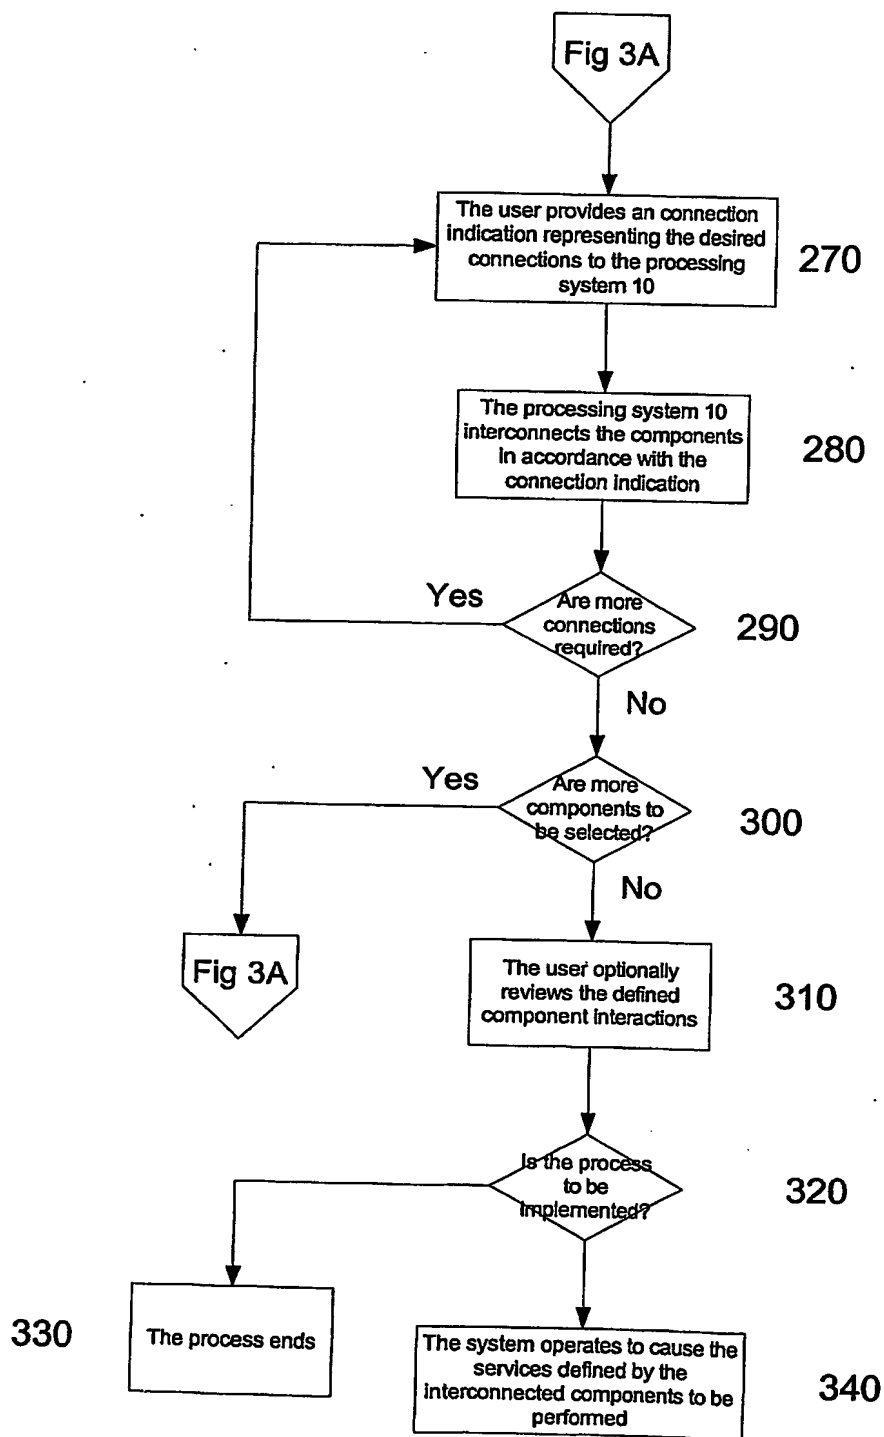 Fig 3A
The user provides an connection
indication representing the desired
connections to the processing
system 10
270
The processing system 10
interconnects the components
in accordance with the
connection indication
280
Yes
Are more
connections
required?
290
No
Yes
Are more
components to
be selected?
300
No
Fig 3A
The user optionally
reviews the defined
component interactions
310
Is the process
to be
implemented?
320
330
The process ends
The system operates to cause the
services defined by the
interconnected components to be
performed
340